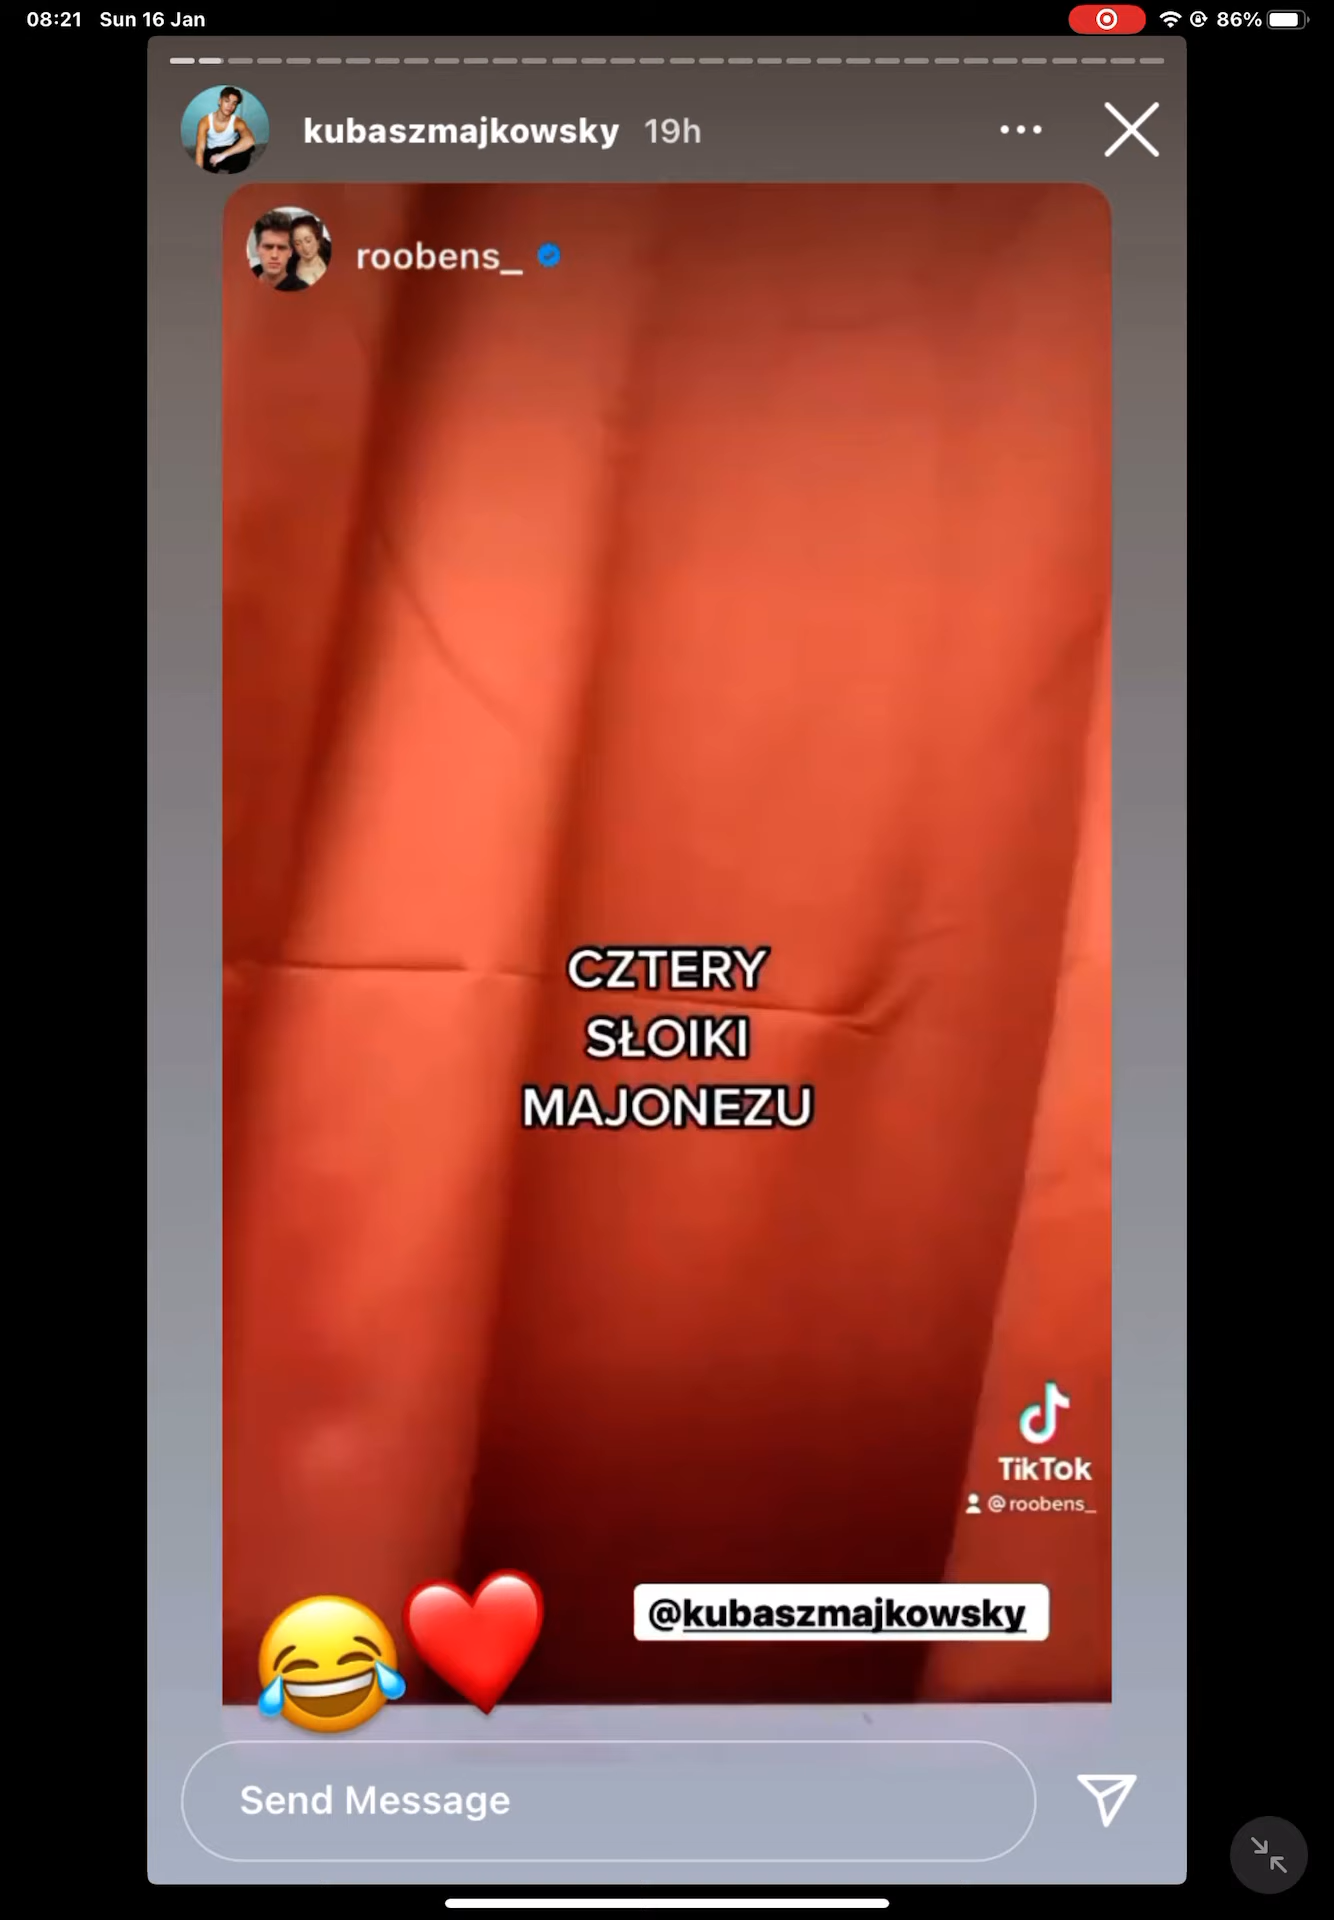 08:21 Sun 16 Jan
86%
kubaszmajkowsky 19h
roobens_
CZTERY
SŁOIKI
MAJONEZU
TikTok
@roobens_
@kubaszmajkowsky
Send Message